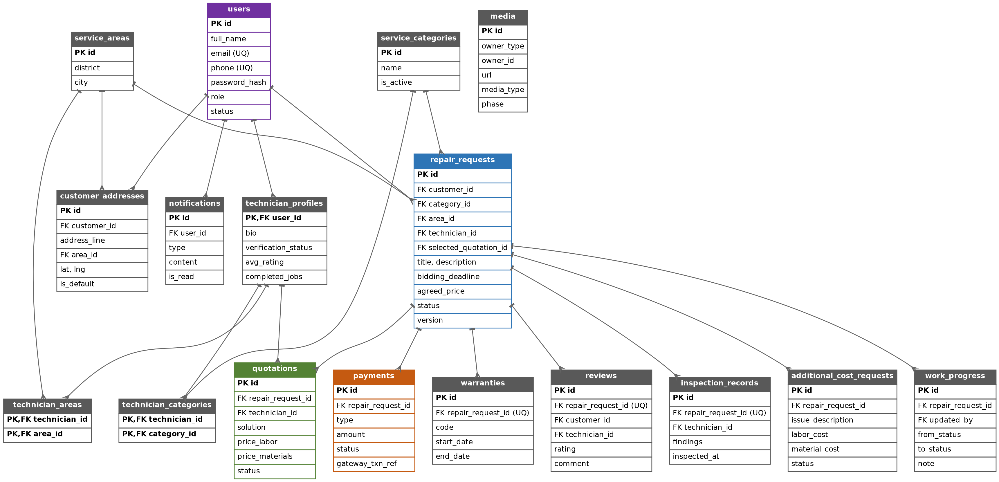 users
PK id
full_name
email (UQ)
phone (UQ)
password_hash
role
status
media
PK id
owner_type
owner_id
url
media_type
phase
service_areas
PK id
district
city
service_categories
PK id
name
is_active
repair_requests
PK id
FK customer_id
FK category_id
FK area_id
FK technician_id
FK selected_quotation_id
title, description
bidding_deadline
agreed_price
status
version
customer_addresses
PK id
FK customer_id
address_line
FK area_id
lat, lng
is_default
notifications
PK id
FK user_id
type
content
is_read
technician_profiles
PK,FK user_id
bio
verification_status
avg_rating
completed_jobs
technician_areas
PK,FK technician_id
PK,FK area_id
technician_categories
PK,FK technician_id
PK,FK category_id
quotations
PK id
FK repair_request_id
FK technician_id
solution
price_labor
price_materials
status
payments
PK id
FK repair_request_id
type
amount
status
gateway_txn_ref
warranties
PK id
FK repair_request_id (UQ)
code
start_date
end_date
reviews
PK id
FK repair_request_id (UQ)
FK customer_id
FK technician_id
rating
comment
inspection_records
PK id
FK repair_request_id (UQ)
FK technician_id
findings
inspected_at
additional_cost_requests
PK id
FK repair_request_id
issue_description
labor_cost
material_cost
status
work_progress
PK id
FK repair_request_id
FK updated_by
from_status
to_status
note